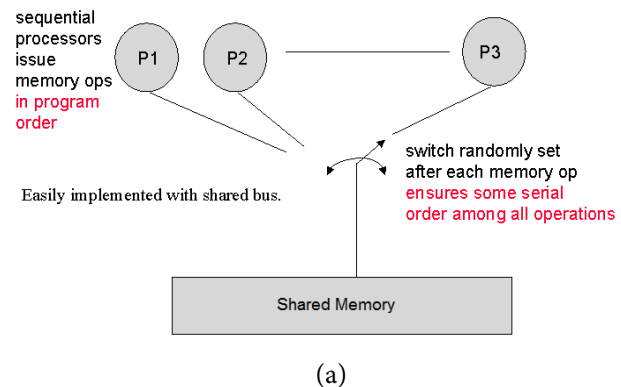 sequential
processors
issue
memory ops
in program
order
P1
P2
P3
switch randomly set
after each memory op
ensures some serial
order among all operations
Easily implemented with shared bus.
Shared Memory
(a)